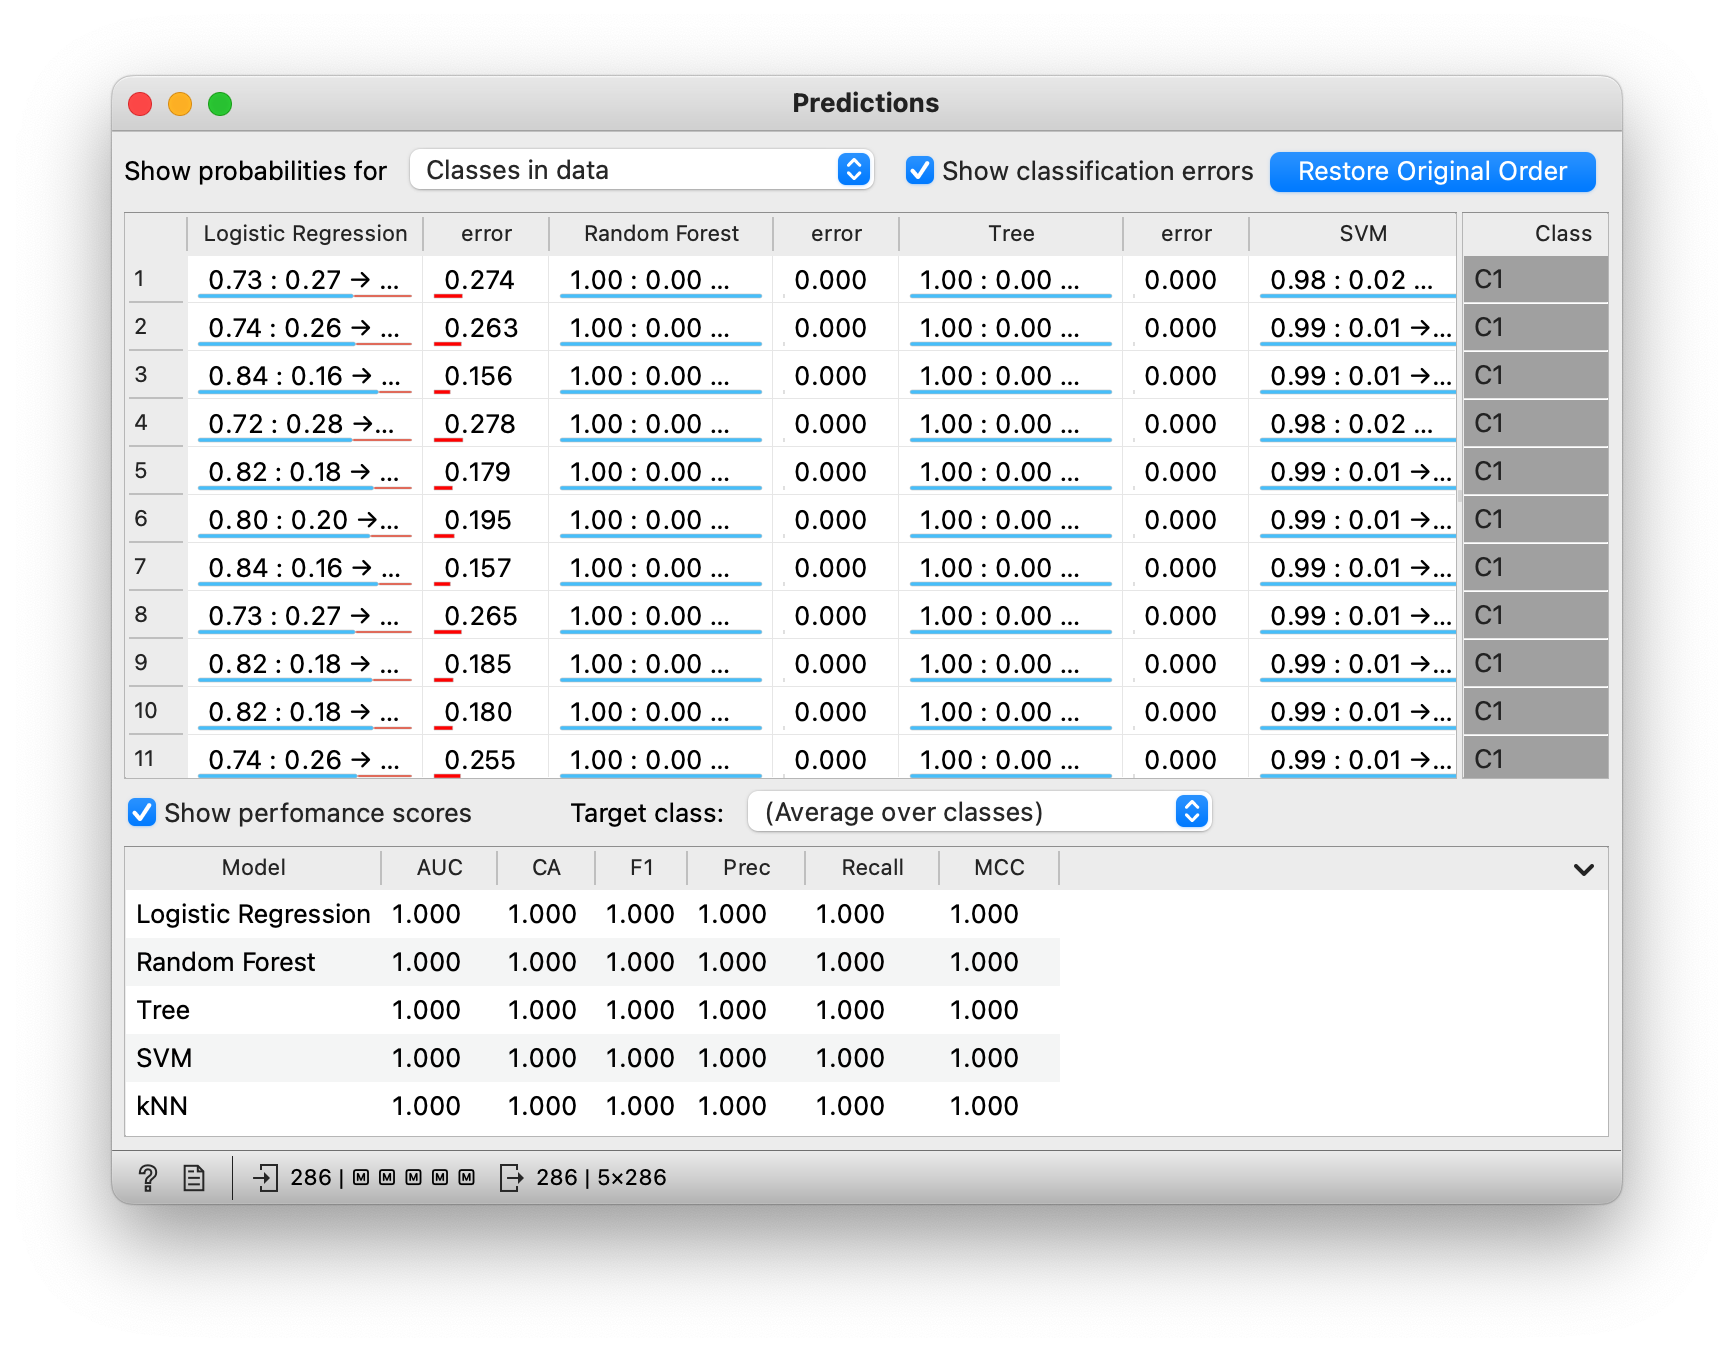 Predictions
Show probabilities for Classes in data Show classification errors Restore Original Order
Logistic Regression error Random Forest error Tree error SVM Class
1 0.73 : 0.27 → ... 0.274 1.00 : 0.00 ... 0.000 1.00 : 0.00 ... 0.000 0.98 : 0.02 ... C1
2 0.74 : 0.26 → ... 0.263 1.00 : 0.00 ... 0.000 1.00 : 0.00 ... 0.000 0.99 : 0.01 →... C1
3 0.84 : 0.16 → ... 0.156 1.00 : 0.00 ... 0.000 1.00 : 0.00 ... 0.000 0.99 : 0.01 →... C1
4 0.72 : 0.28 →... 0.278 1.00 : 0.00 ... 0.000 1.00 : 0.00 ... 0.000 0.98 : 0.02 ... C1
5 0.82 : 0.18 → ... 0.179 1.00 : 0.00 ... 0.000 1.00 : 0.00 ... 0.000 0.99 : 0.01 →... C1
6 0.80 : 0.20 →... 0.195 1.00 : 0.00 ... 0.000 1.00 : 0.00 ... 0.000 0.99 : 0.01 →... C1
7 0.84 : 0.16 → ... 0.157 1.00 : 0.00 ... 0.000 1.00 : 0.00 ... 0.000 0.99 : 0.01 →... C1
8 0.73 : 0.27 → ... 0.265 1.00 : 0.00 ... 0.000 1.00 : 0.00 ... 0.000 0.99 : 0.01 →... C1
9 0.82 : 0.18 → ... 0.185 1.00 : 0.00 ... 0.000 1.00 : 0.00 ... 0.000 0.99 : 0.01 →... C1
10 0.82 : 0.18 → ... 0.180 1.00 : 0.00 ... 0.000 1.00 : 0.00 ... 0.000 0.99 : 0.01 →... C1
11 0.74 : 0.26 → ... 0.255 1.00 : 0.00 ... 0.000 1.00 : 0.00 ... 0.000 0.99 : 0.01 →... C1
Show perfomance scores Target class: (Average over classes)
Model AUC CA F1 Prec Recall MCC
Logistic Regression 1.000 1.000 1.000 1.000 1.000 1.000
Random Forest 1.000 1.000 1.000 1.000 1.000 1.000
Tree 1.000 1.000 1.000 1.000 1.000 1.000
SVM 1.000 1.000 1.000 1.000 1.000 1.000
kNN 1.000 1.000 1.000 1.000 1.000 1.000
? 286 | M M M M M 286 | 5×286